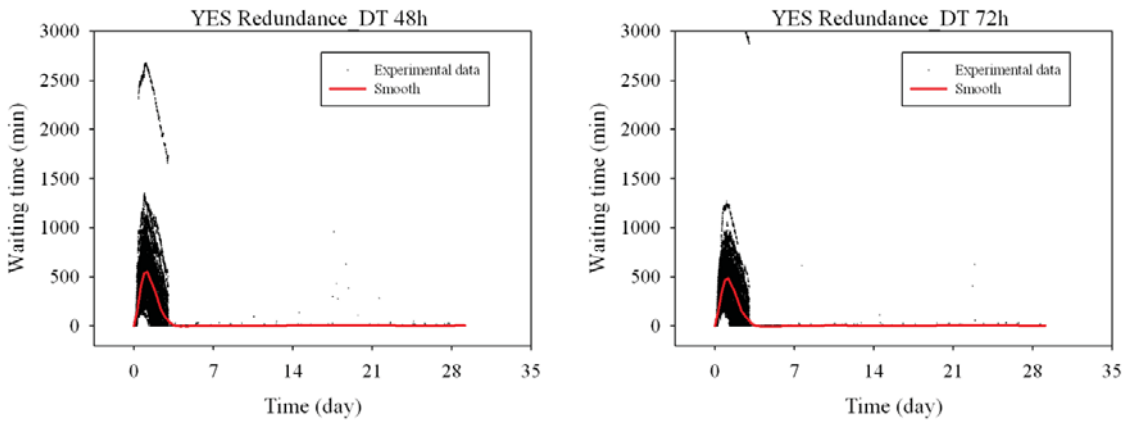 YES Redundance_DT 48h
3000
2500
2000
1500
1000
500
0
Waiting time (min)
Experimental data
Smooth
0 7 14 21 28 35
Time (day)
YES Redundance_DT 72h
3000
2500
2000
1500
1000
500
0
Waiting time (min)
Experimental data
Smooth
0 7 14 21 28 35
Time (day)